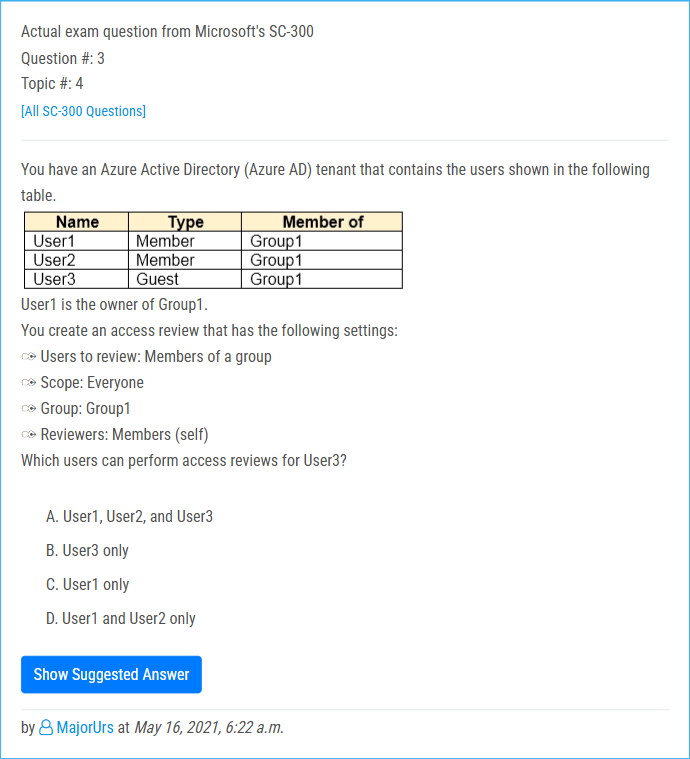 Actual exam question from Microsoft's SC-300
Question #: 3
Topic #: 4
[All SC-300 Questions]
You have an Azure Active Directory (Azure AD) tenant that contains the users shown in the following
table.
Name Type Member of
User1 Member Group1
User2 Member Group1
User3 Guest Group1
User1 is the owner of Group1.
You create an access review that has the following settings:
Users to review: Members of a group
Scope: Everyone
Group: Group1
Reviewers: Members (self)
Which users can perform access reviews for User3?
A. User1, User2, and User3
B. User3 only
C. User1 only
D. User1 and User2 only
Show Suggested Answer
by MajorUrs at May 16, 2021, 6:22 a.m.